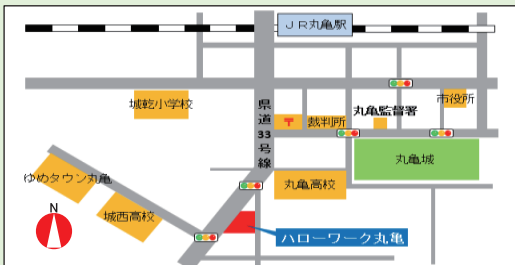 JR丸亀駅
城乾小学校
県道33号線
〒
裁判所
丸亀監督署
市役所
丸亀城
ゆめタウン丸亀
城西高校
丸亀高校
N
ハローワーク丸亀